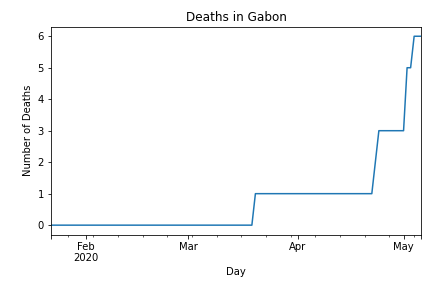 Deaths in Gabon
6
5
4
3
2
1
0
Number of Deaths
Feb
2020
Mar
Apr
May
Day